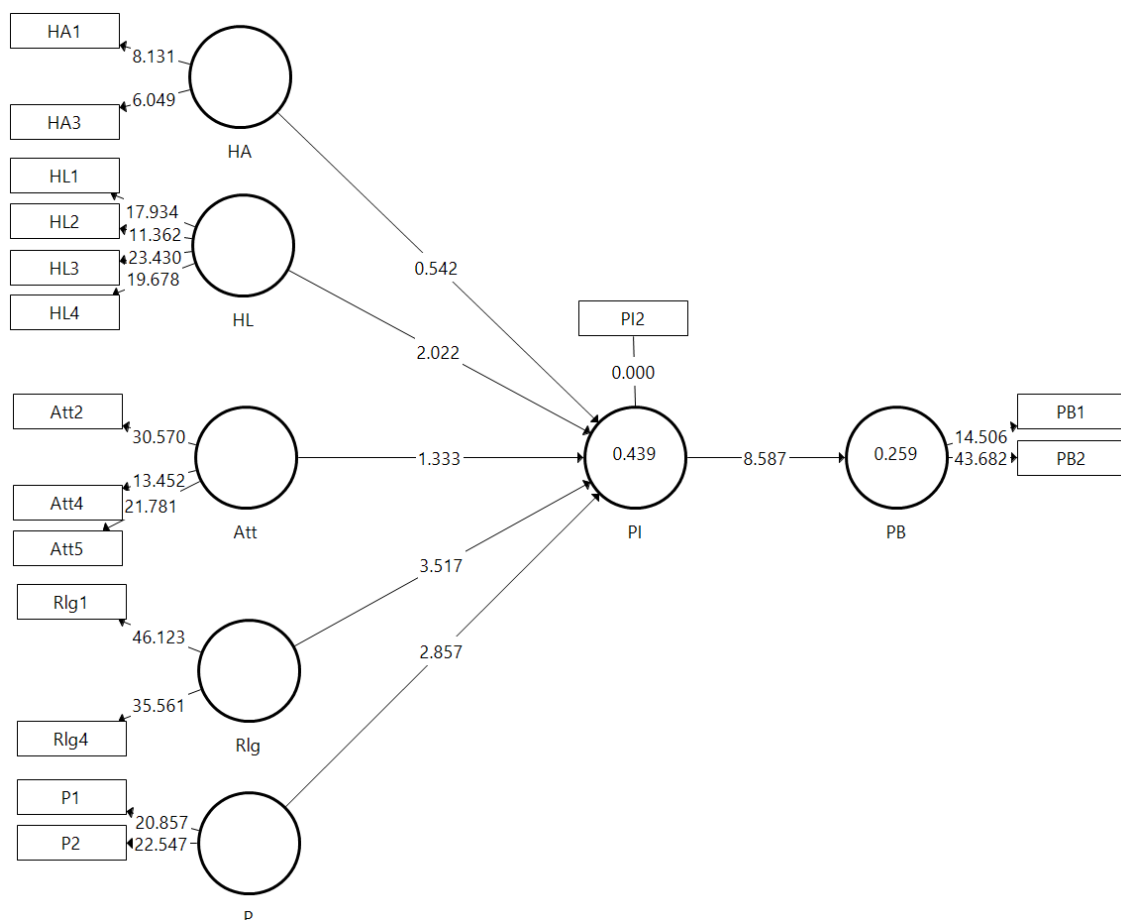 HA1
8.131
6.049
HA3
HA
HL1
17.934
HL2
11.362
HL3
23.430
19.678
HL4
HL
0.542
2.022
PI2
0.000
Att2
30.570
13.452
Att4
21.781
Att5
Att
1.333
0.439
PI
8.587
0.259
PB
PB1
14.506
43.682
PB2
3.517
Rlg1
46.123
35.561
Rlg4
Rlg
2.857
P1
20.857
P2
22.547
P